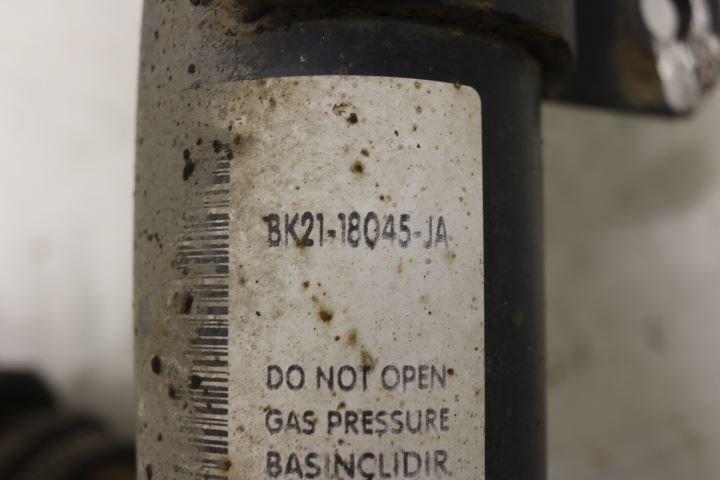 BK21-18045-JA
DO NOT OPEN
GAS PRESSURE
BASINÇLIDIR